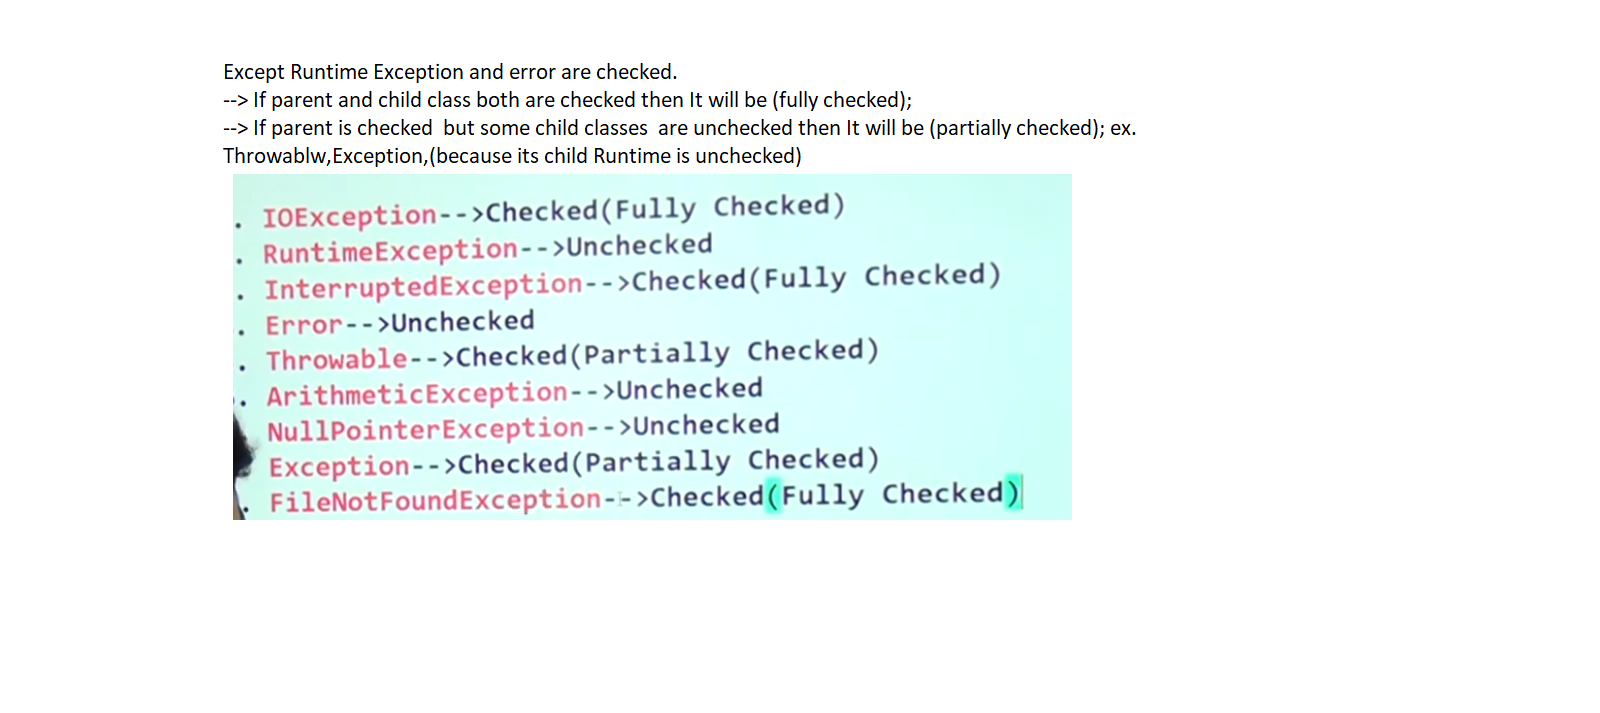 Except Runtime Exception and error are checked.
--> If parent and child class both are checked then It will be (fully checked);
--> If parent is checked  but some child classes  are unchecked then It will be (partially checked); ex.
Throwablw,Exception,(because its child Runtime is unchecked)
. IOException-->Checked(Fully Checked)
. RuntimeException-->Unchecked
. InterruptedException-->Checked(Fully Checked)
. Error-->Unchecked
. Throwable-->Checked(Partially Checked)
. ArithmeticException-->Unchecked
NullPointerException-->Unchecked
Exception-->Checked(Partially Checked)
. FileNotFoundException-->Checked(Fully Checked)